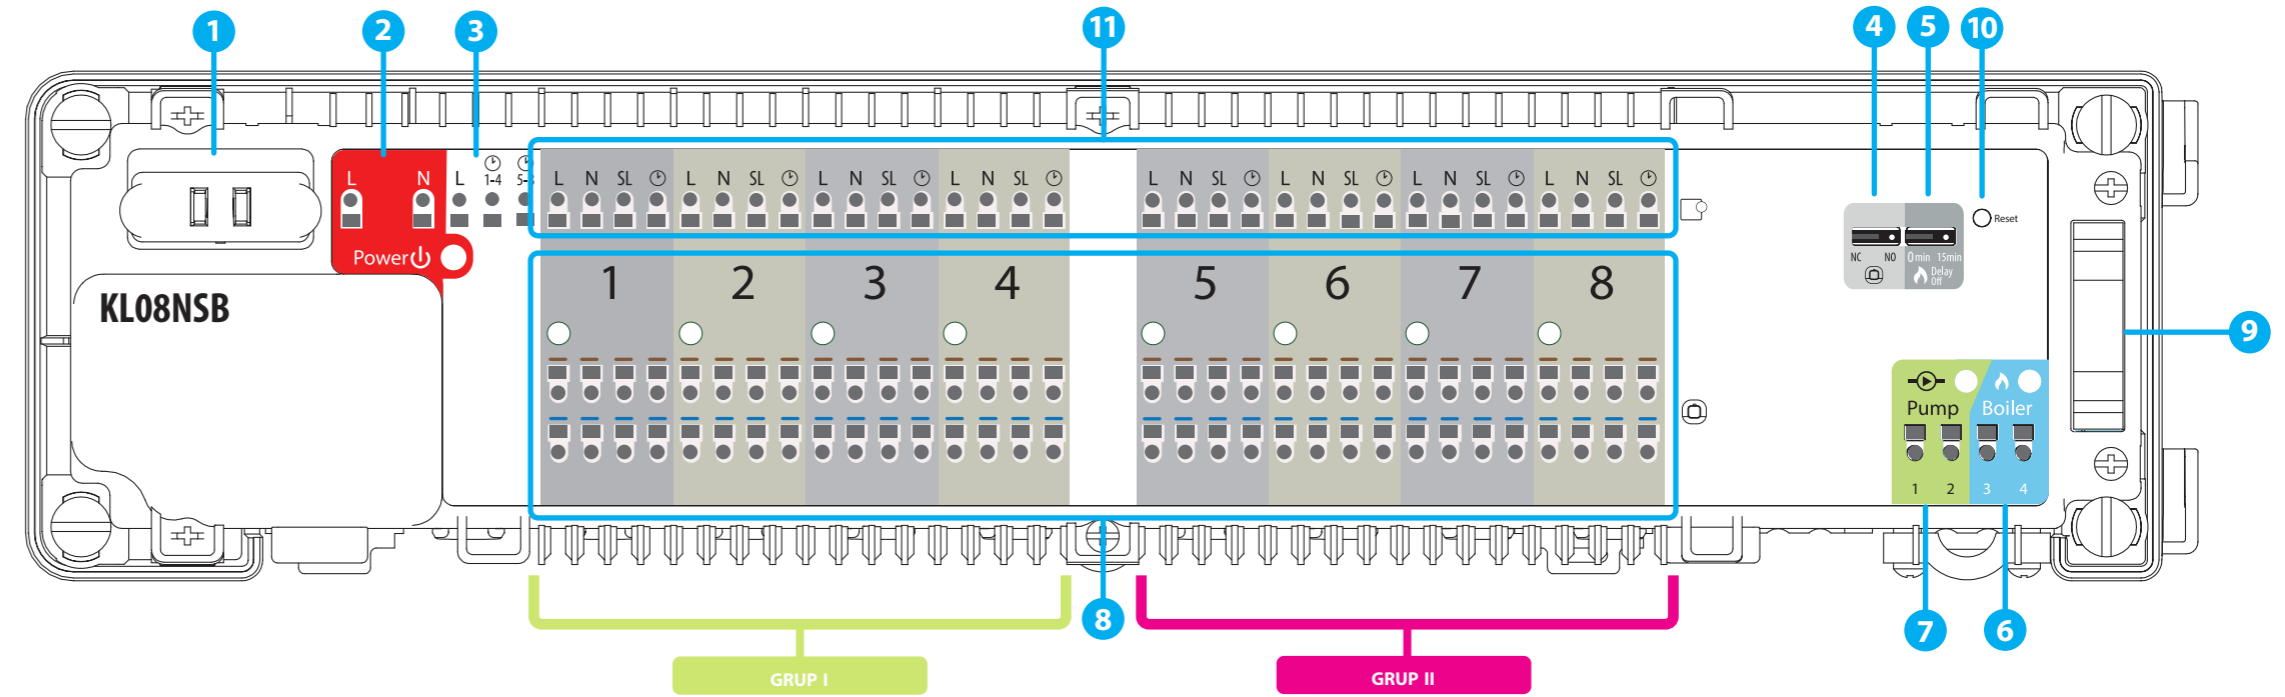 1 2 3 11 4 5 10
L N L 1-4 5- L N SL L N SL L N SL L N SL L N SL L N SL L N SL L N SL
Reset
Power
NC NO 0min 15min
Delay
Off
KL08NSB
1 2 3 4 5 6 7 8
9
Pump Boiler
1 2 3 4
8 7 6
GRUP I GRUP II